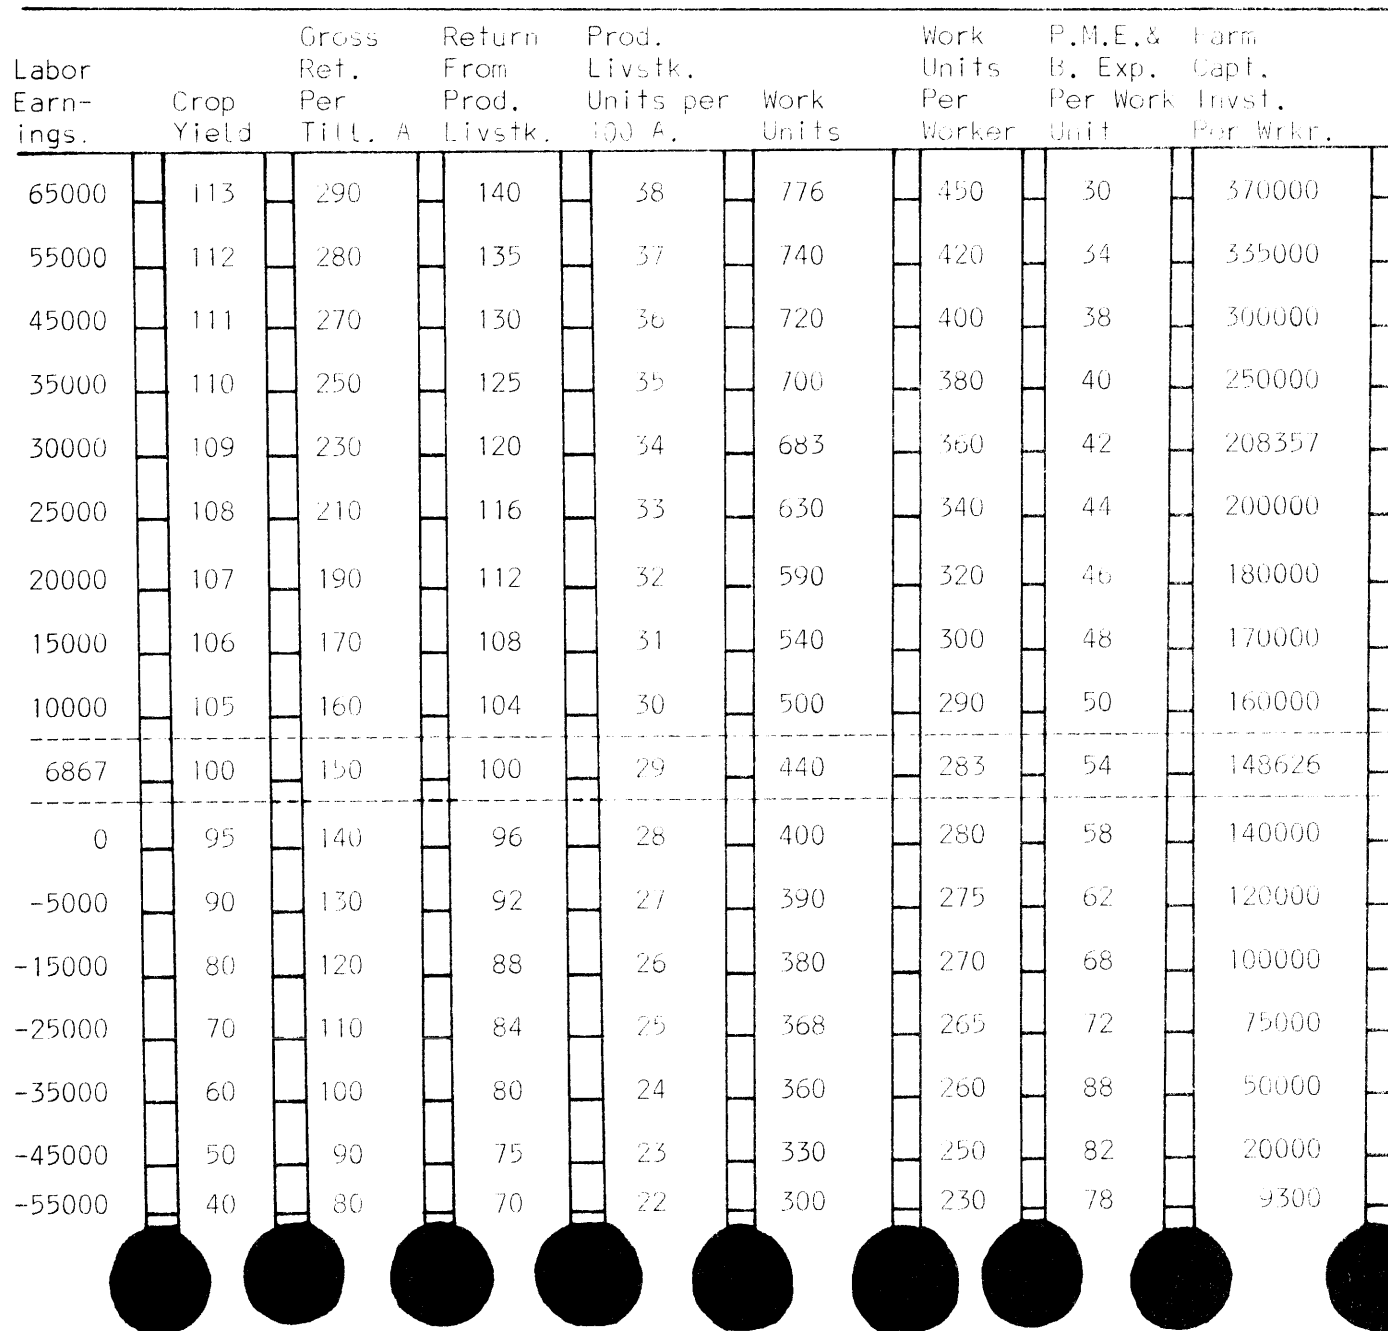 Gross Return Prod. Work P.M.E.& Farm
Labor Ret. From Livstk. Units B. Exp. Capt.
Earn- Crop Per Prod. Units per Work Per Per Work Invst.
ings. Yield Till. A Livstk. 100 A. Units Worker Unit Per Wrkr.
65000 113 290 140 38 776 450 30 370000
55000 112 280 135 37 740 420 34 335000
45000 111 270 130 36 720 400 38 300000
35000 110 250 125 35 700 380 40 250000
30000 109 230 120 34 683 360 42 208357
25000 108 210 116 33 630 340 44 200000
20000 107 190 112 32 590 320 46 180000
15000 106 170 108 31 540 300 48 170000
10000 105 160 104 30 500 290 50 160000
6867 100 150 100 29 440 283 54 148626
0 95 140 96 28 400 280 58 140000
-5000 90 130 92 27 390 275 62 120000
-15000 80 120 88 26 380 270 68 100000
-25000 70 110 84 25 368 265 72 75000
-35000 60 100 80 24 360 260 88 50000
-45000 50 90 75 23 330 250 82 20000
-55000 40 80 70 22 300 230 78 9300